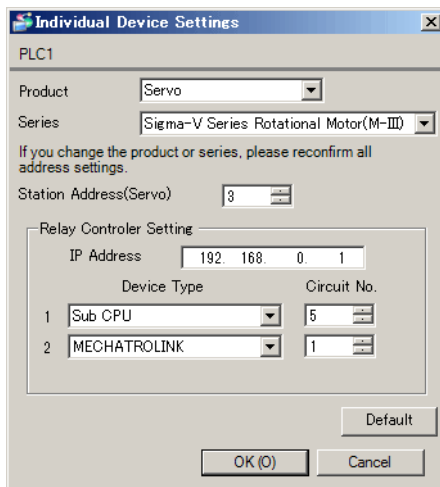 Individual Device Settings
PLC1
Product Servo
Series Sigma-V Series Rotational Motor(M-III)
If you change the product or series, please reconfirm all
address settings.
Station Address(Servo) 3
Relay Controler Setting
IP Address 192. 168. 0. 1
Device Type Circuit No.
1 Sub CPU 5
2 MECHATROLINK 1
Default
OK(O) Cancel